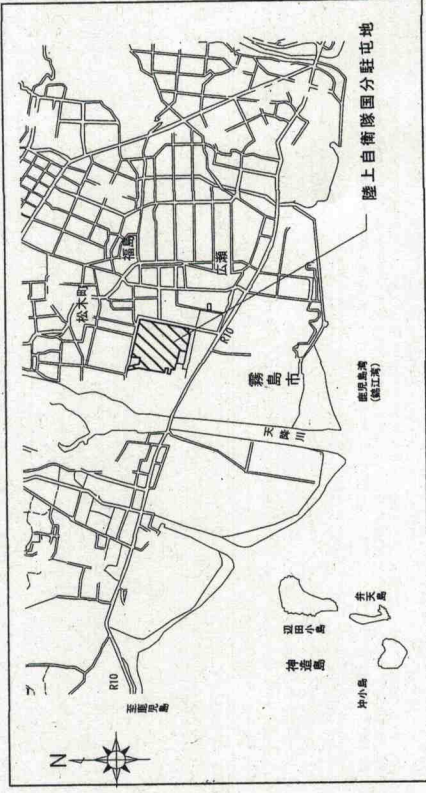 N
R10
至鹿児島
松木町
福島
広瀬
R10
霧島市
天降川
鹿児島湾
(錦江湾)
辺田小島
弁天島
神造島
沖小島
陸上自衛隊国分駐屯地